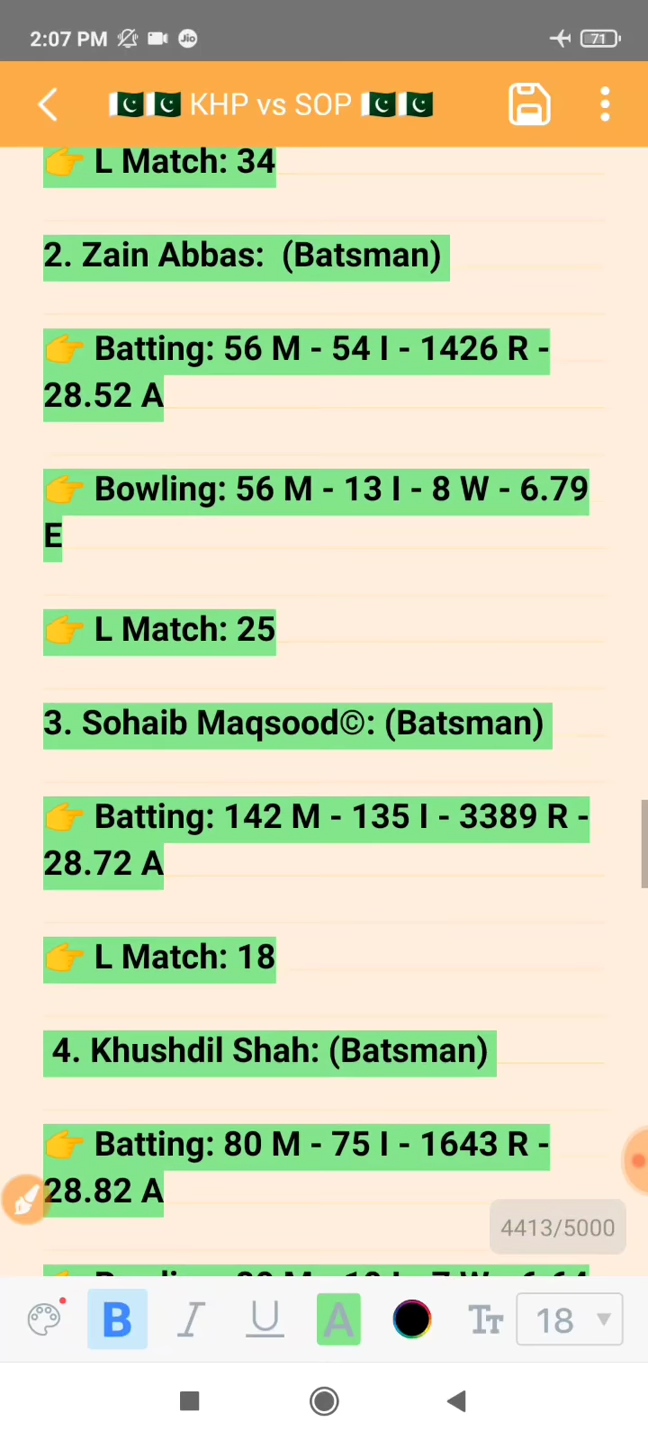 2:07 PM Jio 71
🇵🇰🇵🇰 KHP vs SOP 🇵🇰🇵🇰
👉 L Match: 34
2. Zain Abbas: (Batsman)
👉 Batting: 56 M - 54 I - 1426 R -
28.52 A
👉 Bowling: 56 M - 13 I - 8 W - 6.79
E
👉 L Match: 25
3. Sohaib Maqsood©: (Batsman)
👉 Batting: 142 M - 135 I - 3389 R -
28.72 A
👉 L Match: 18
4. Khushdil Shah: (Batsman)
👉 Batting: 80 M - 75 I - 1643 R -
28.82 A
4413/5000
B I U A TT 18